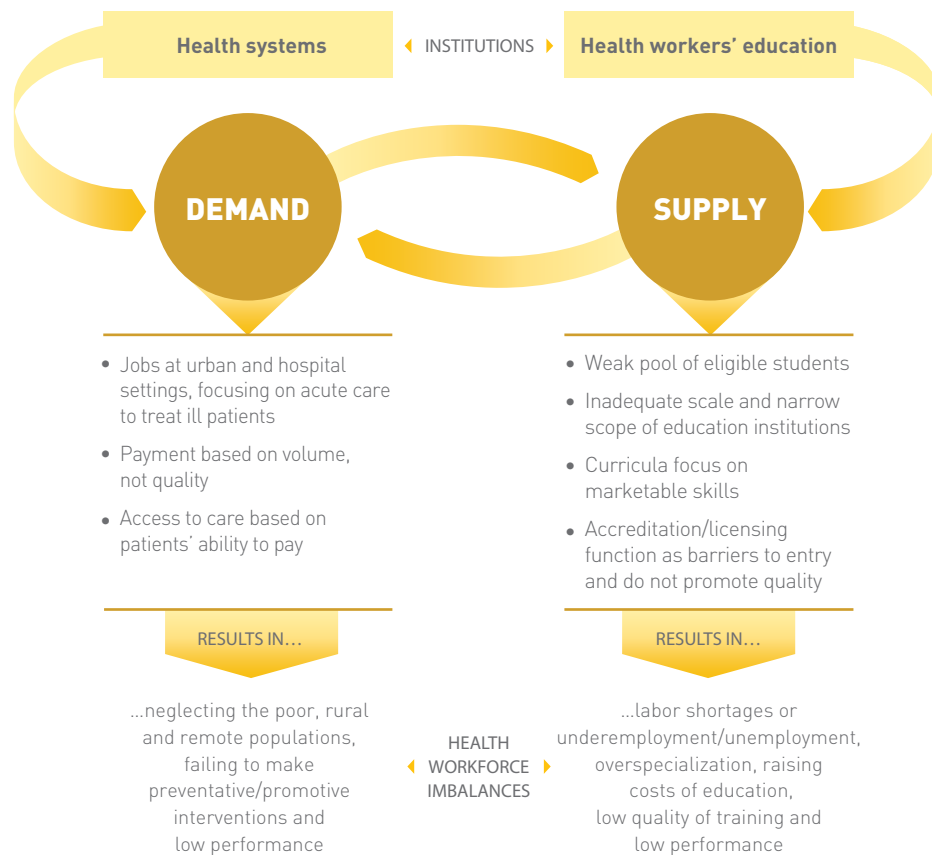 Health systems
INSTITUTIONS
Health workers’ education
DEMAND
SUPPLY
• Jobs at urban and hospital
settings, focusing on acute care
to treat ill patients
• Payment based on volume,
not quality
• Access to care based on
patients’ ability to pay
• Weak pool of eligible students
• Inadequate scale and narrow
scope of education institutions
• Curricula focus on
marketable skills
• Accreditation/licensing
function as barriers to entry
and do not promote quality
RESULTS IN...
RESULTS IN...
...neglecting the poor, rural
and remote populations,
failing to make
preventative/promotive
interventions and
low performance
HEALTH
WORKFORCE
IMBALANCES
...labor shortages or
underemployment/unemployment,
overspecialization, raising
costs of education,
low quality of training and
low performance